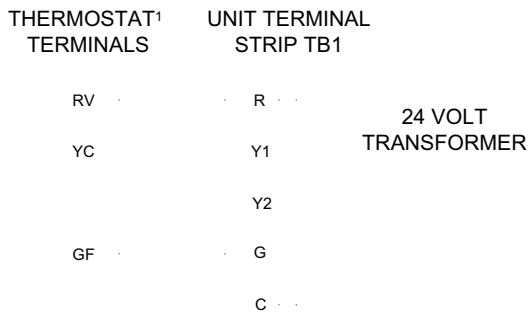 THERMOSTAT¹
TERMINALS
UNIT TERMINAL
STRIP TB1
RV
R
24 VOLT
TRANSFORMER
YC
Y1
Y2
GF
G
C